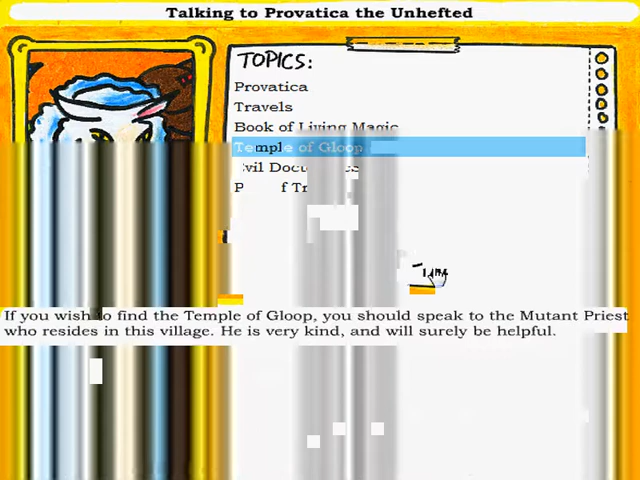 Talking to Provatica the Unhefted
TOPICS:
Provatica
Travels
Book of Living Magic
Temple of Gloop
If you wish to find the Temple of Gloop, you should speak to the Mutant Priest
who resides in this village. He is very kind, and will surely be helpful.